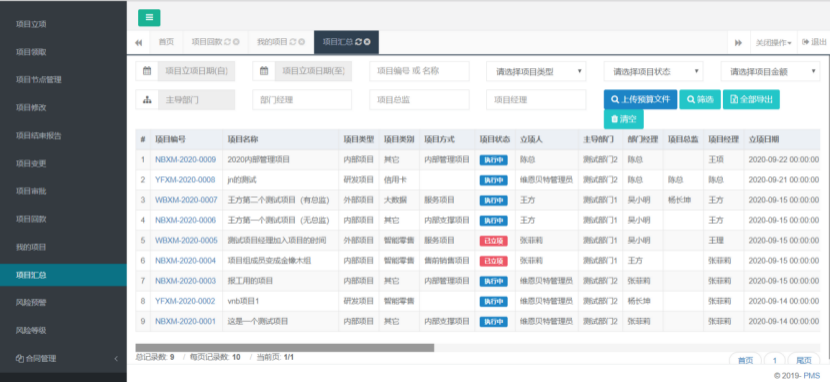 项目立项
项目领取
项目节点管理
项目修改
项目结束报告
项目变更
项目审批
项目回款
我的项目
项目汇总
风险预警
风险等级
合同管理
首页 项目回款 我的项目 项目汇总 关闭操作 退出
项目立项日期(自) 项目立项日期(至) 项目编号 或 名称 请选择项目类型 请选择项目状态 请选择项目金额
主导部门 部门经理 项目总监 项目经理 上传预算文件 筛选 全部导出
清空
# 项目编号 项目名称 项目类型 项目类别 项目方式 项目状态 立项人 主导部门 部门经理 项目总监 项目经理 立项日期
1 NBXM-2020-0009 2020内部管理项目 内部项目 其它 内部管理项目 执行中 陈总 测试部门2 陈总 王项 2020-09-22 00:00:00
2 YFXM-2020-0008 jn的测试 研发项目 信用卡 执行中 维恩贝特管理员 测试部门2 陈总 陈总 陈总 2020-09-21 00:00:00
3 WBXM-2020-0007 王方第二个测试项目（有总监） 外部项目 大数据 服务项目 执行中 王方 测试部门1 吴小明 杨长坤 王方 2020-09-15 00:00:00
4 NBXM-2020-0006 王方第一个测试项目（无总监） 内部项目 其它 内部支撑项目 执行中 王方 测试部门1 吴小明 王方 2020-09-15 00:00:00
5 WBXM-2020-0005 测试项目经理加入项目的时间 外部项目 智能零售 服务项目 已立项 张菲莉 测试部门1 吴小明 王理 2020-09-15 00:00:00
6 NBXM-2020-0004 项目组成员变成金橡木组 内部项目 智能零售 售前销售项目 已立项 张菲莉 测试部门1 王方 张菲莉 2020-09-15 00:00:00
7 NBXM-2020-0003 报工用的项目 内部项目 其它 内部管理项目 执行中 维恩贝特管理员 测试部门2 张菲莉 张菲莉 2020-09-15 00:00:00
8 YFXM-2020-0002 vnb项目1 研发项目 智能零售 执行中 维恩贝特管理员 测试部门2 杨长坤 张菲莉 2020-09-14 00:00:00
9 NBXM-2020-0001 这是一个测试项目 内部项目 其它 内部支撑项目 执行中 维恩贝特管理员 测试部门2 张菲莉 张菲莉 2020-09-14 00:00:00
总记录数: 9 / 每页记录数: 10 / 当前页: 1/1
首页 1 尾页
© 2019- PMS